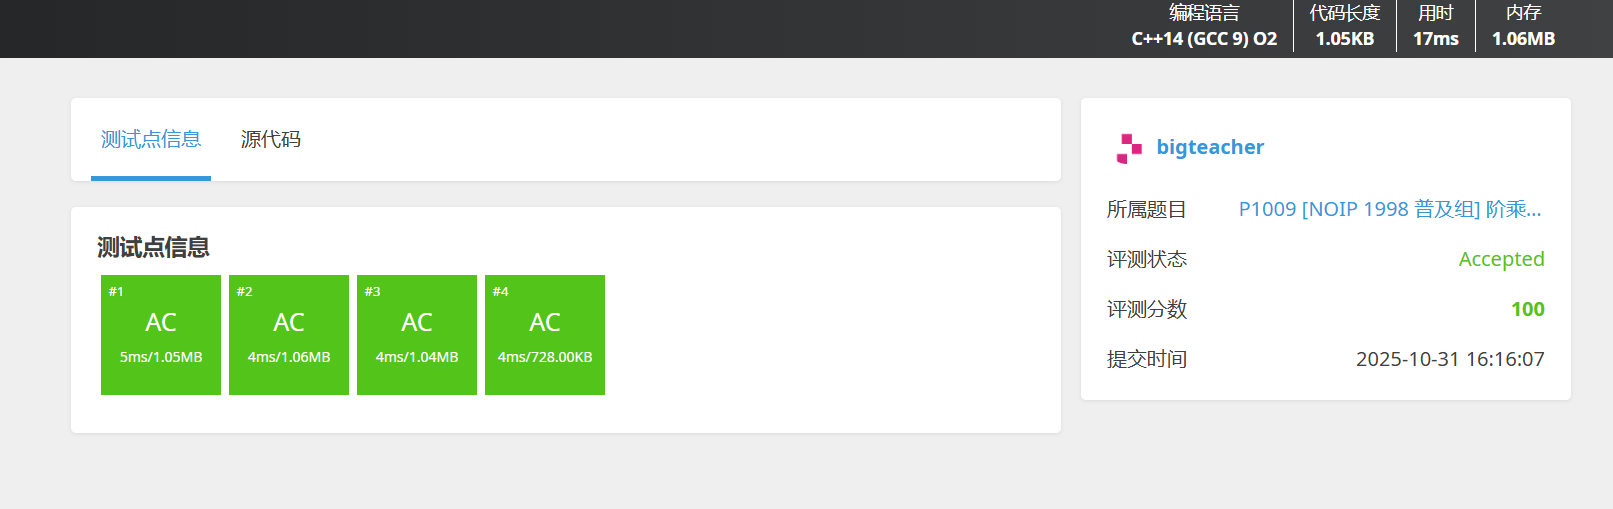 编程语言 代码长度 用时 内存
C++14 (GCC 9) O2 1.05KB 17ms 1.06MB
测试点信息 源代码
测试点信息
#1 #2 #3 #4
AC AC AC AC
5ms/1.05MB 4ms/1.06MB 4ms/1.04MB 4ms/728.00KB
bigteacher
所属题目 P1009 [NOIP 1998 普及组] 阶乘...
评测状态 Accepted
评测分数 100
提交时间 2025-10-31 16:16:07